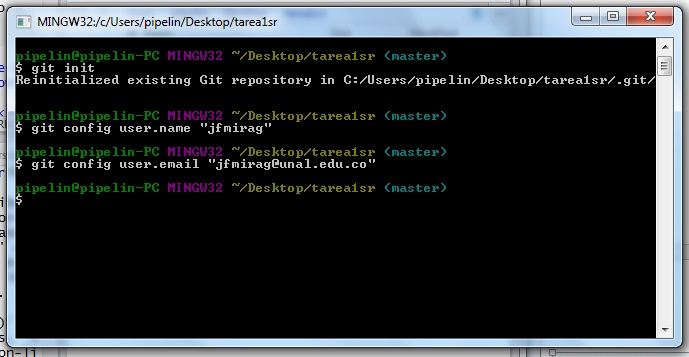 MINGW32:/c/Users/pipelin/Desktop/tarea1sr
pipelin@pipelin-PC MINGW32 ~/Desktop/tarea1sr (master)
$ git init
Reinitialized existing Git repository in C:/Users/pipelin/Desktop/tarea1sr/.git/
pipelin@pipelin-PC MINGW32 ~/Desktop/tarea1sr (master)
$ git config user.name "jfmirag"
pipelin@pipelin-PC MINGW32 ~/Desktop/tarea1sr (master)
$ git config user.email "jfmirag@unal.edu.co"
pipelin@pipelin-PC MINGW32 ~/Desktop/tarea1sr (master)
$